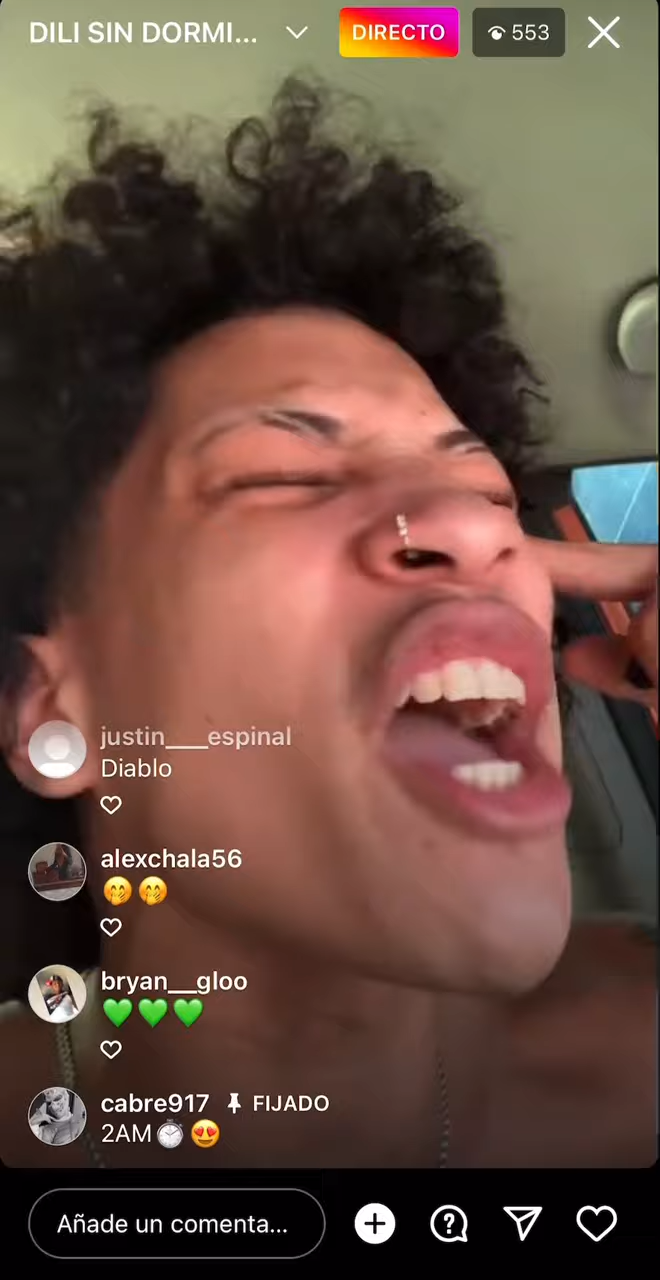 DILI SIN DORMI...
DIRECTO
553
justin___espinal
Diablo
alexchala56
🤭🤭
bryan__gloo
💚💚💚
cabre917 📌 FIJADO
2AM⏱️😍
Añade un comenta...